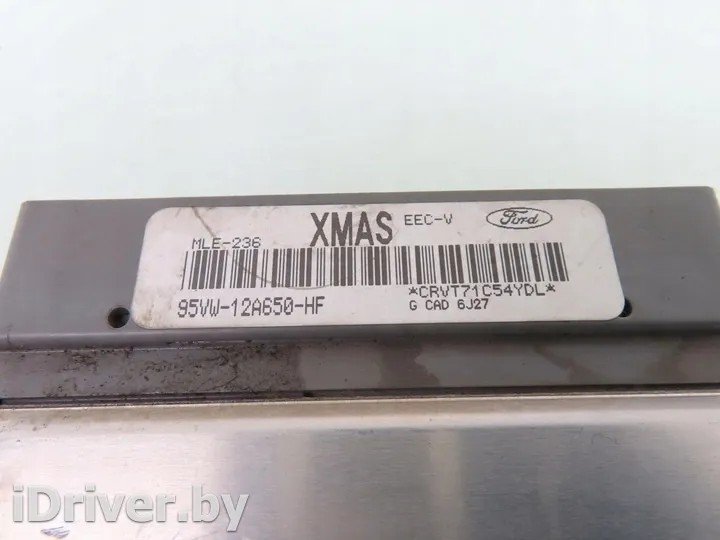 XMAS EEC-V Ford
MLE-236
*CRVT71C54YDL*
95VW-12A650-HF G CAD 6J27
iDriver.by